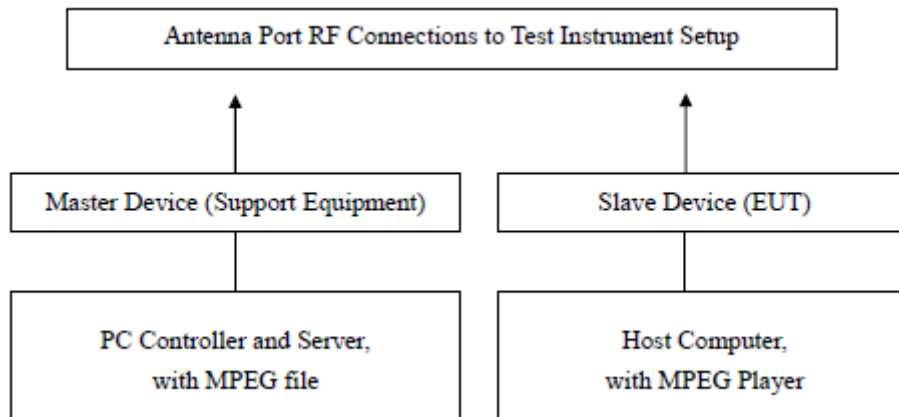 Antenna Port RF Connections to Test Instrument Setup
Master Device (Support Equipment)
Slave Device (EUT)
PC Controller and Server,
with MPEG file
Host Computer,
with MPEG Player